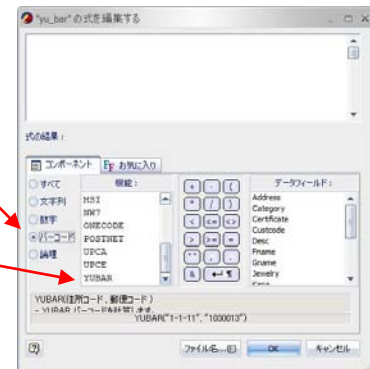 "yu_bar" の式を編集する
式の結果：
コンポーネント お気に入り
すべて
文字列
数字
バーコード
論理
機能：
MSI
NW7
ONECODE
POSTNET
UPCA
UPCE
YUBAR
+ - (
* / )
< <= <>
> >= =
"" , .
& ↵ ¶
データフィールド：
Address
Category
Certificate
Custcode
Desc
Fname
Gname
Jewelry
YUBAR(住所コード, 郵便コード)
- YUBAR バーコードを計算します。
YUBAR("1-1-11", "1030013")
ファイル名...(F)
OK
キャンセル